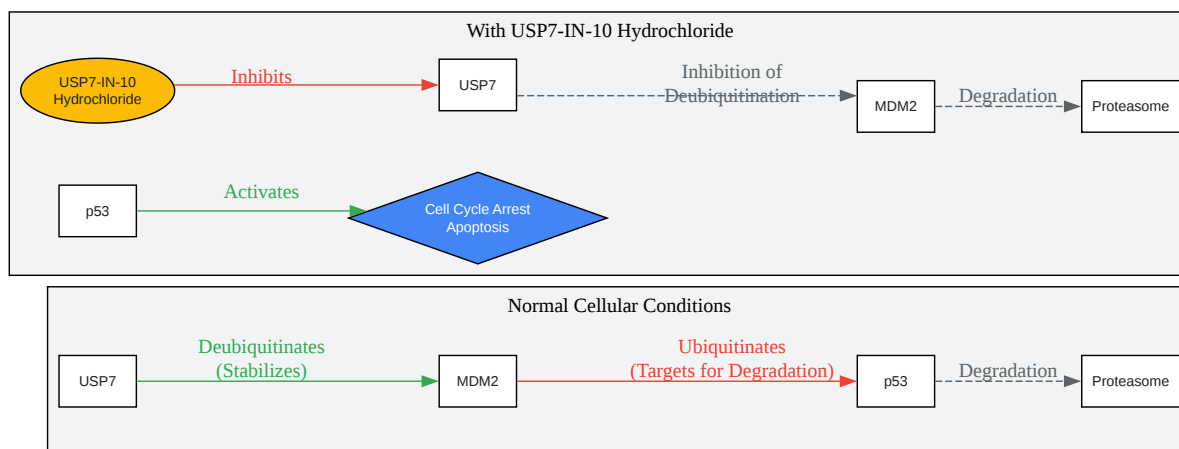 With USP7-IN-10 Hydrochloride
USP7-IN-10
Hydrochloride
Inhibits
USP7
Inhibition of
Deubiquitination
MDM2
Degradation
Proteasome
p53
Activates
Cell Cycle Arrest
Apoptosis
Normal Cellular Conditions
USP7
Deubiquitinates
(Stabilizes)
MDM2
Ubiquitinates
(Targets for Degradation)
p53
Degradation
Proteasome